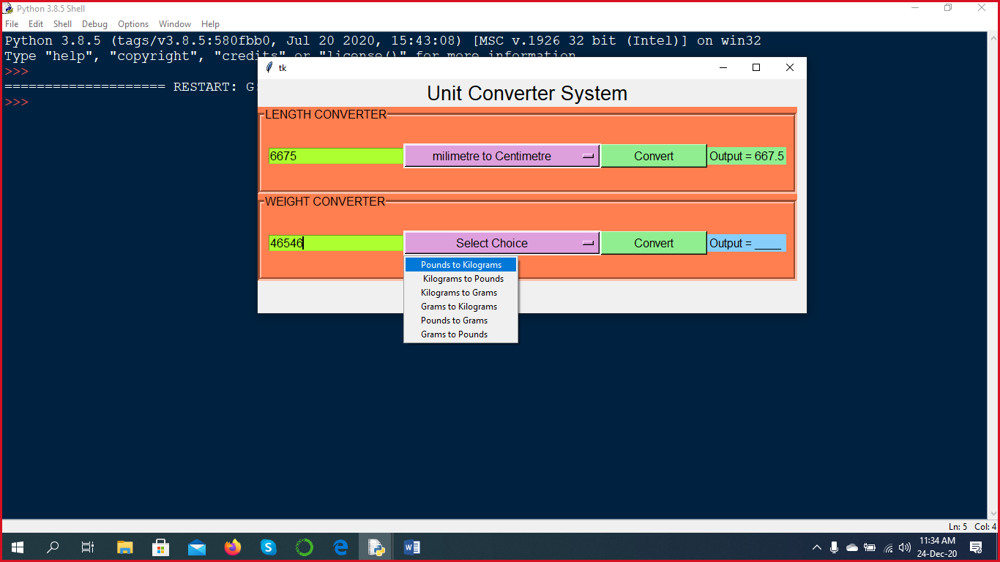 Python 3.8.5 Shell
File Edit Shell Debug Options Window Help
Python 3.8.5 (tags/v3.8.5:580fbb0, Jul 20 2020, 15:43:08) [MSC v.1926 32 bit (Intel)] on win32
Type "help", "copyright", "credits" or "license()" for more information
>>>
==================== RESTART: G:
>>>
tk
Unit Converter System
LENGTH CONVERTER
6675 milimetre to Centimetre Convert Output = 667.5
WEIGHT CONVERTER
46546 Select Choice Convert Output = ____
Pounds to Kilograms
Kilograms to Pounds
Kilograms to Grams
Grams to Kilograms
Pounds to Grams
Grams to Pounds
Ln: 5 Col: 4
11:34 AM
24-Dec-20